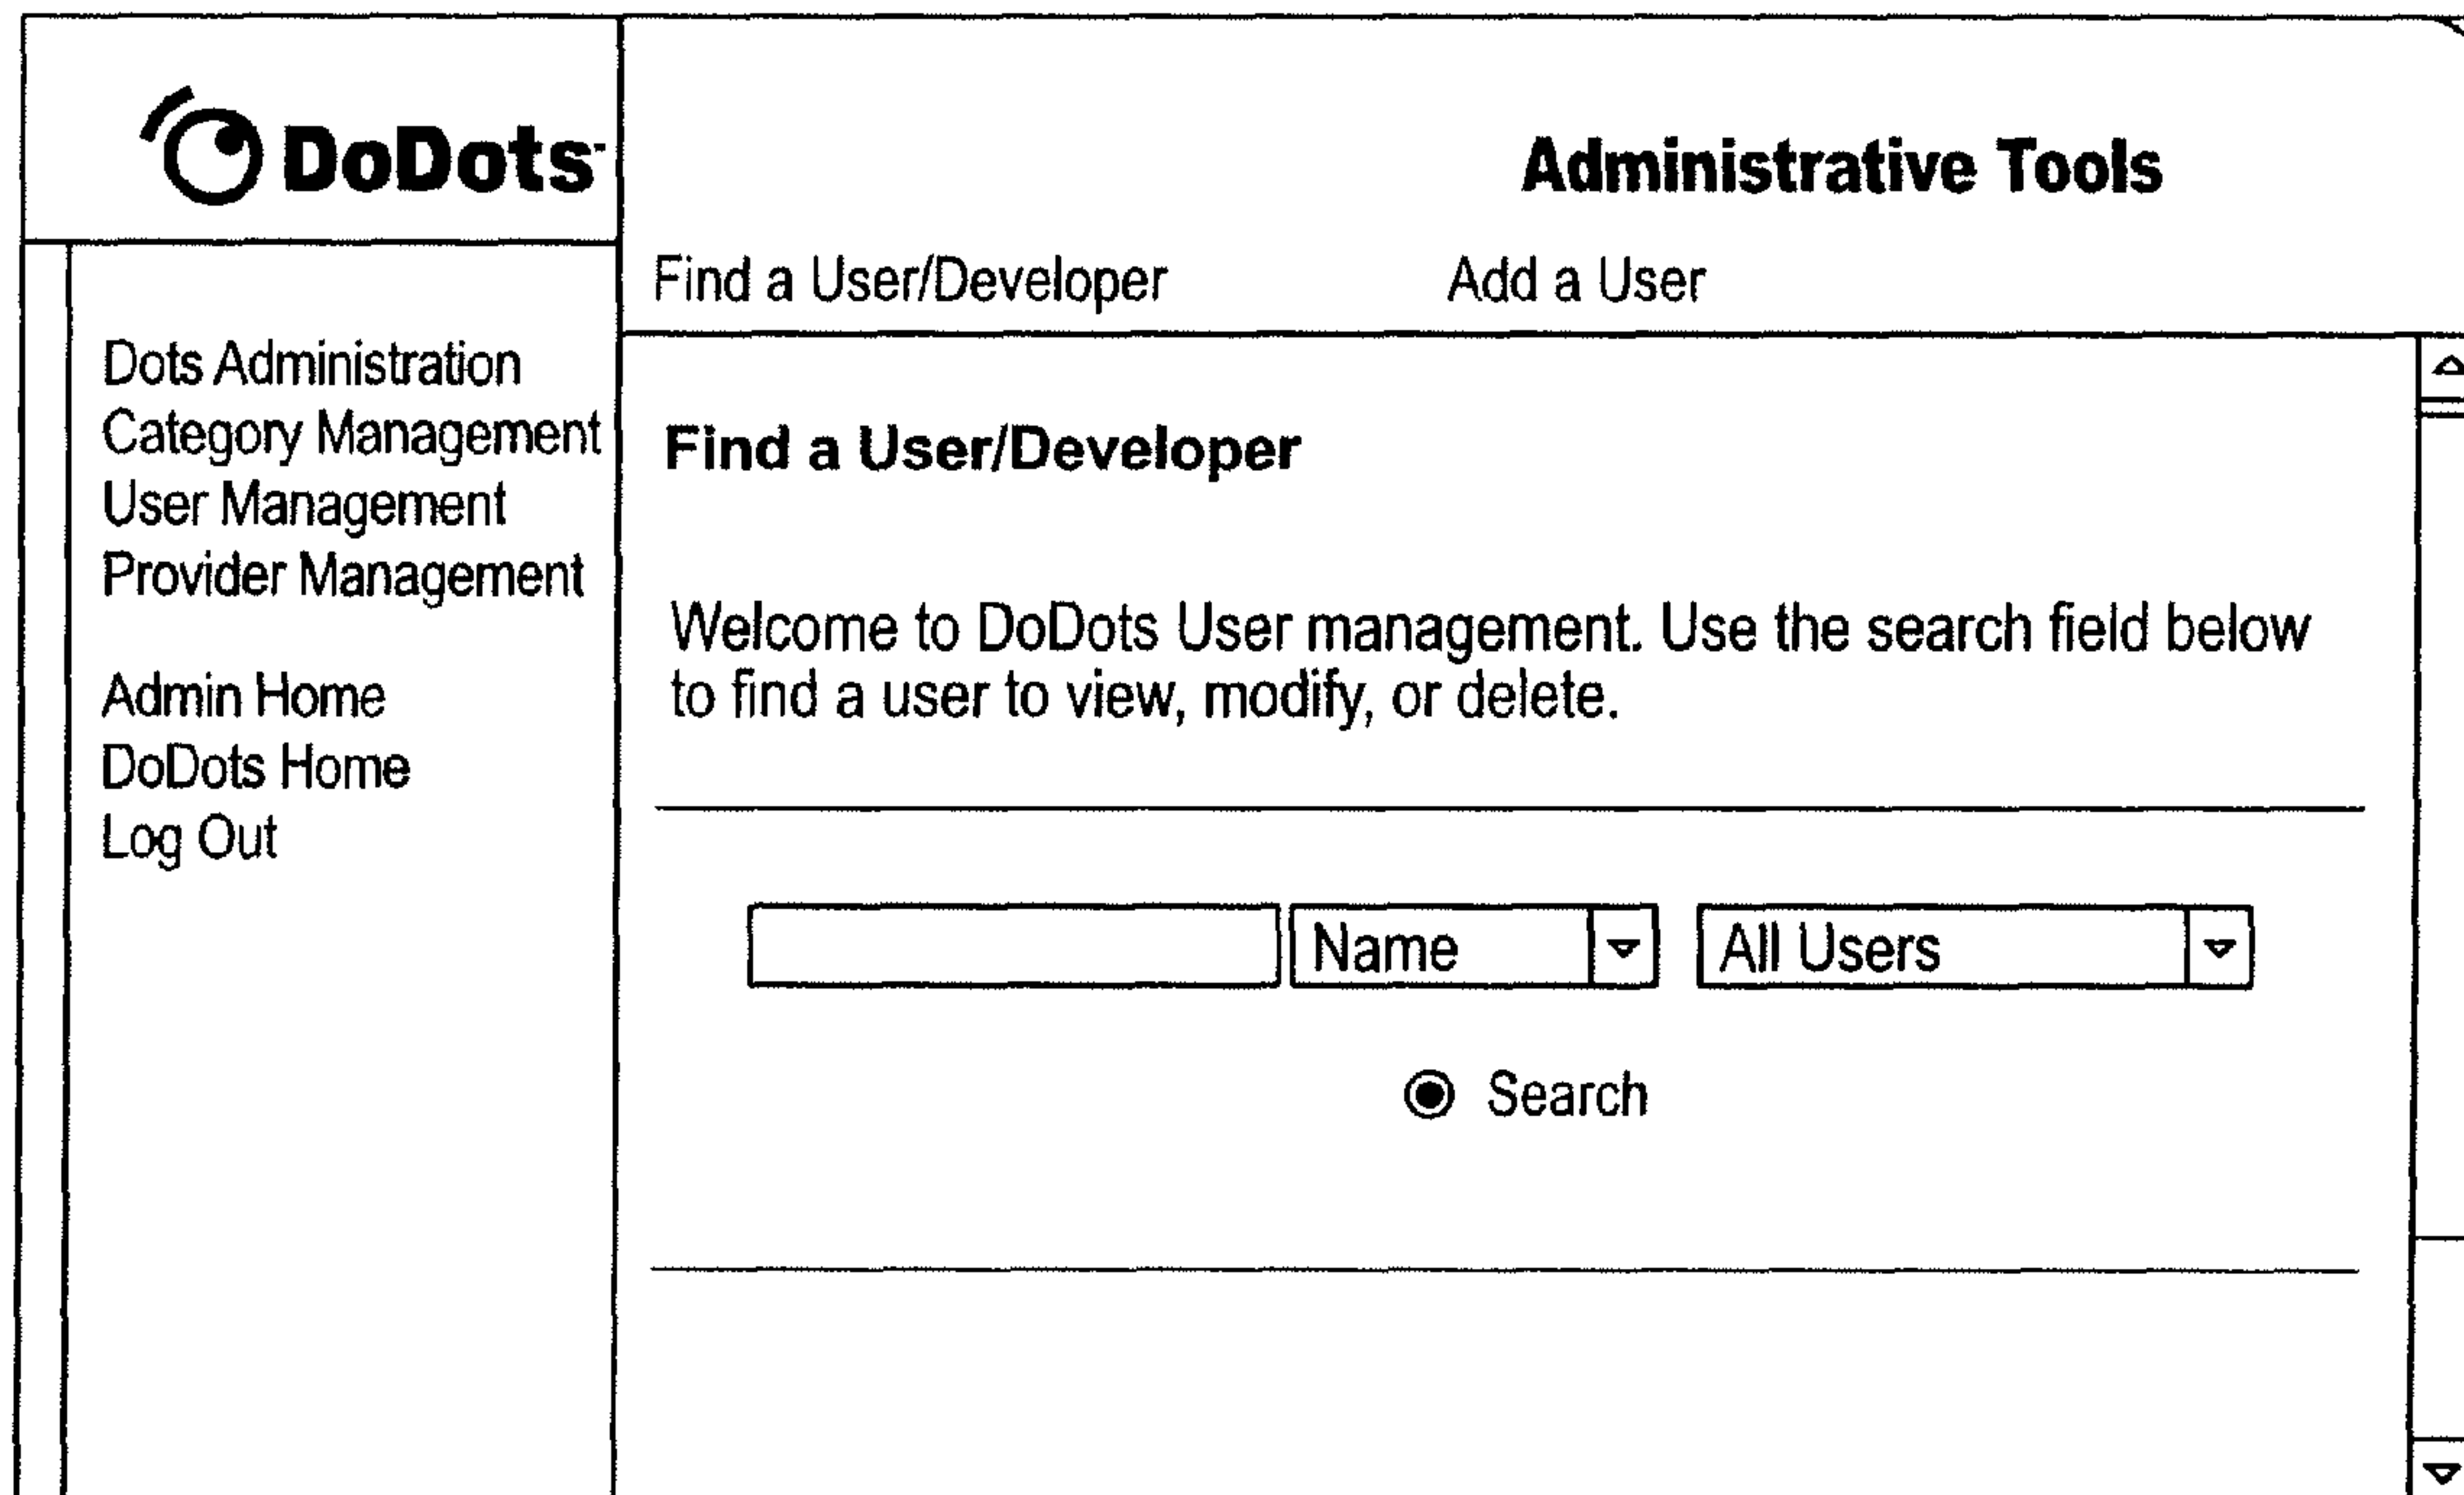 DoDots
Administrative Tools
Find a User/Developer
Add a User
Dots Administration
Category Management
User Management
Provider Management
Admin Home
DoDots Home
Log Out
Find a User/Developer
Welcome to DoDots User management. Use the search field below
to find a user to view, modify, or delete.
Name
All Users
Search